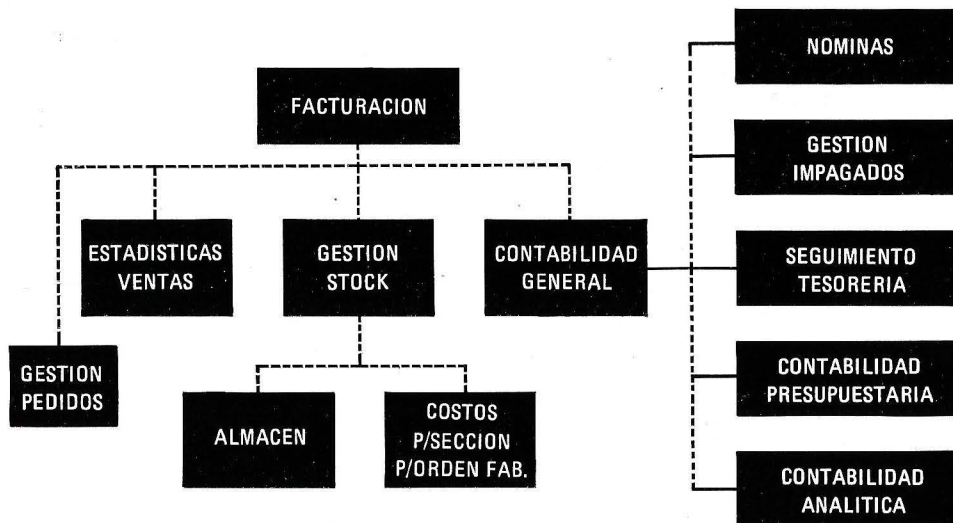 NOMINAS
FACTURACION
GESTION
IMPAGADOS
ESTADISTICAS
VENTAS
GESTION
STOCK
CONTABILIDAD
GENERAL
SEGUIMIENTO
TESORERIA
GESTION
PEDIDOS
ALMACEN
COSTOS
P/SECCION
P/ORDEN FAB.
CONTABILIDAD
PRESUPUESTARIA
CONTABILIDAD
ANALITICA